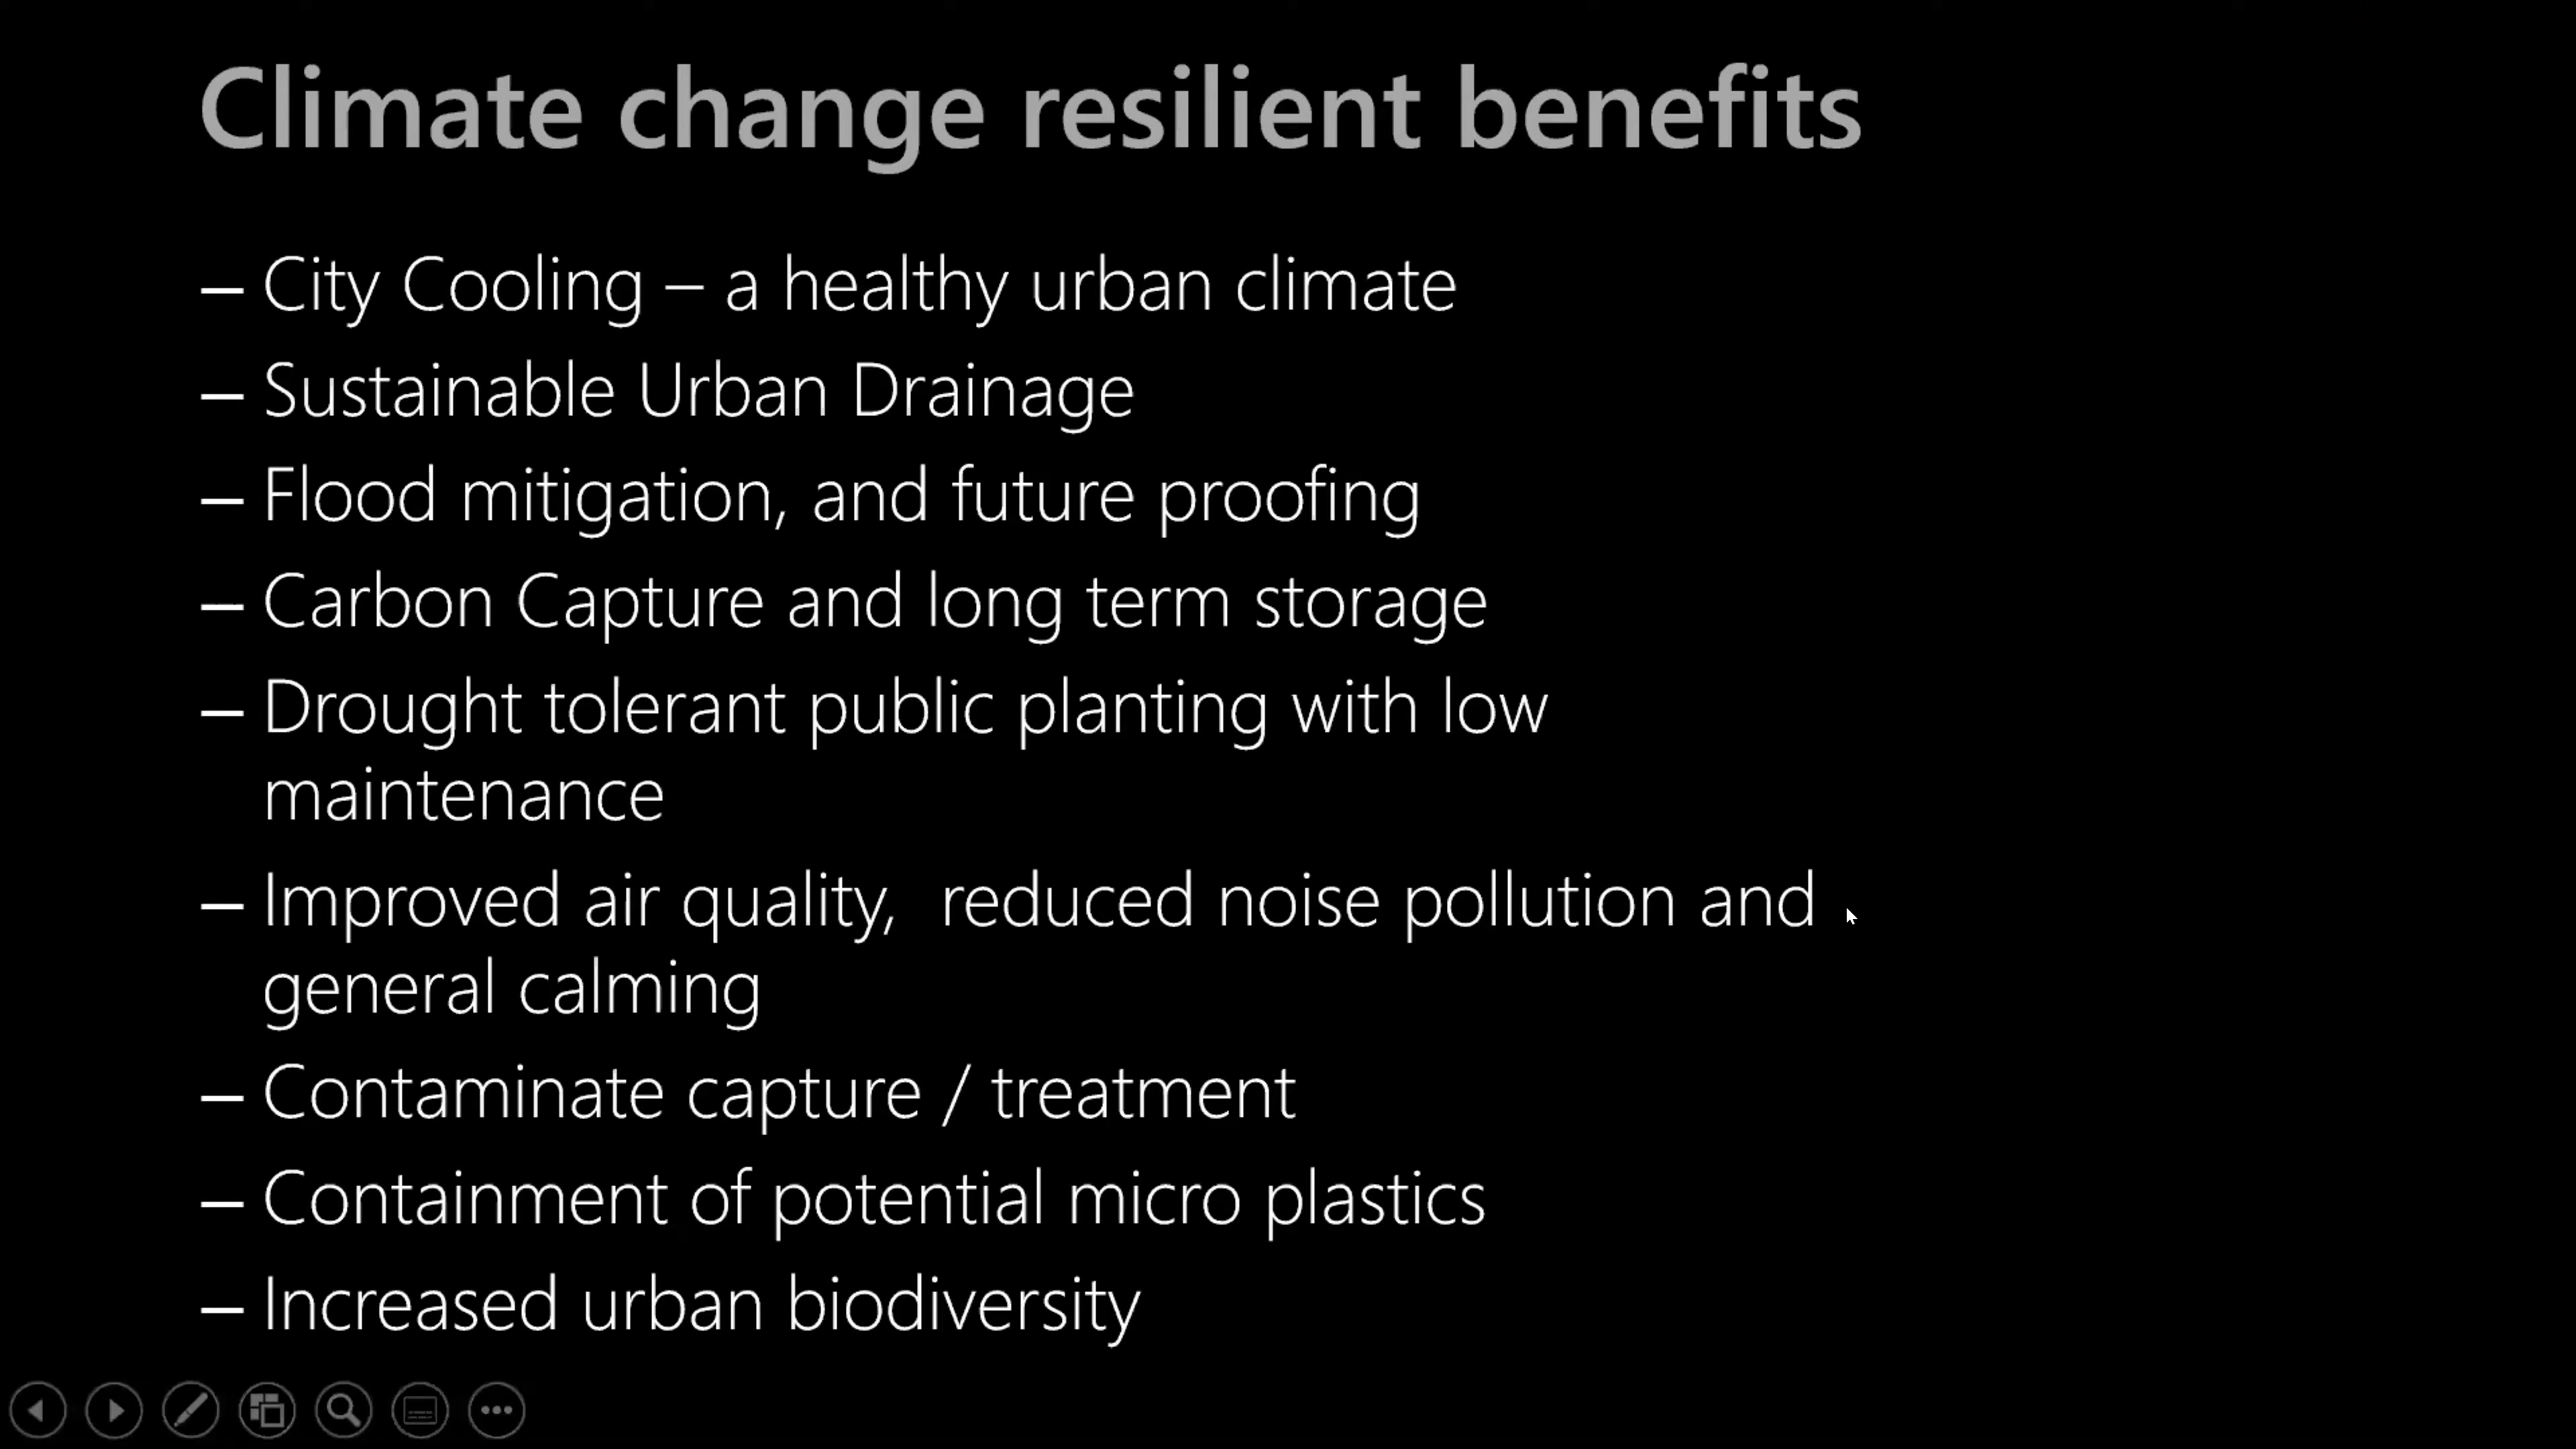 Climate change resilient benefits
– City Cooling – a healthy urban climate
– Sustainable Urban Drainage
– Flood mitigation, and future proofing
– Carbon Capture and long term storage
– Drought tolerant public planting with low
maintenance
– Improved air quality,  reduced noise pollution and
general calming
– Contaminate capture / treatment
– Containment of potential micro plastics
– Increased urban biodiversity